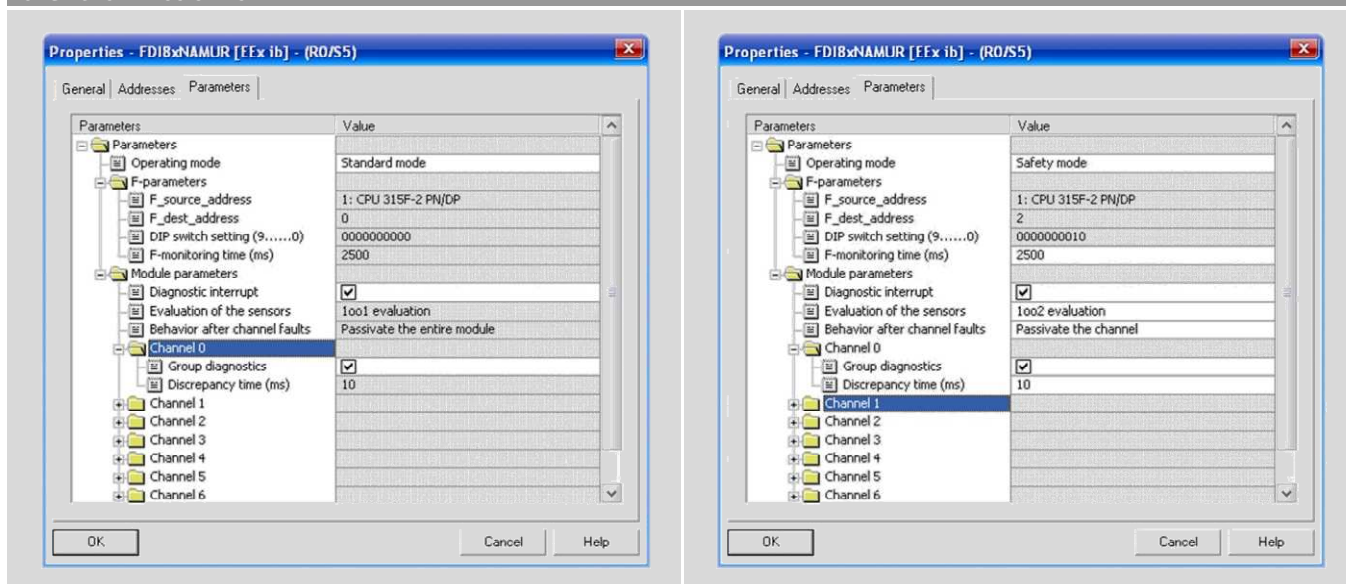 Properties - FDI8xNAMUR [EEx ib] - (R0/S5)
General Addresses Parameters
Parameters Value
Parameters
Operating mode Standard mode
F-parameters
F_source_address 1: CPU 315F-2 PN/DP
F_dest_address 0
DIP switch setting (9......0) 0000000000
F-monitoring time (ms) 2500
Module parameters
Diagnostic interrupt
Evaluation of the sensors 1oo1 evaluation
Behavior after channel faults Passivate the entire module
Channel 0
Group diagnostics
Discrepancy time (ms) 10
Channel 1
Channel 2
Channel 3
Channel 4
Channel 5
Channel 6
OK Cancel Help
Properties - FDI8xNAMUR [EEx ib] - (R0/S5)
General Addresses Parameters
Parameters Value
Parameters
Operating mode Safety mode
F-parameters
F_source_address 1: CPU 315F-2 PN/DP
F_dest_address 2
DIP switch setting (9......0) 0000000010
F-monitoring time (ms) 2500
Module parameters
Diagnostic interrupt
Evaluation of the sensors 1oo2 evaluation
Behavior after channel faults Passivate the channel
Channel 0
Group diagnostics
Discrepancy time (ms) 10
Channel 1
Channel 2
Channel 3
Channel 4
Channel 5
Channel 6
OK Cancel Help